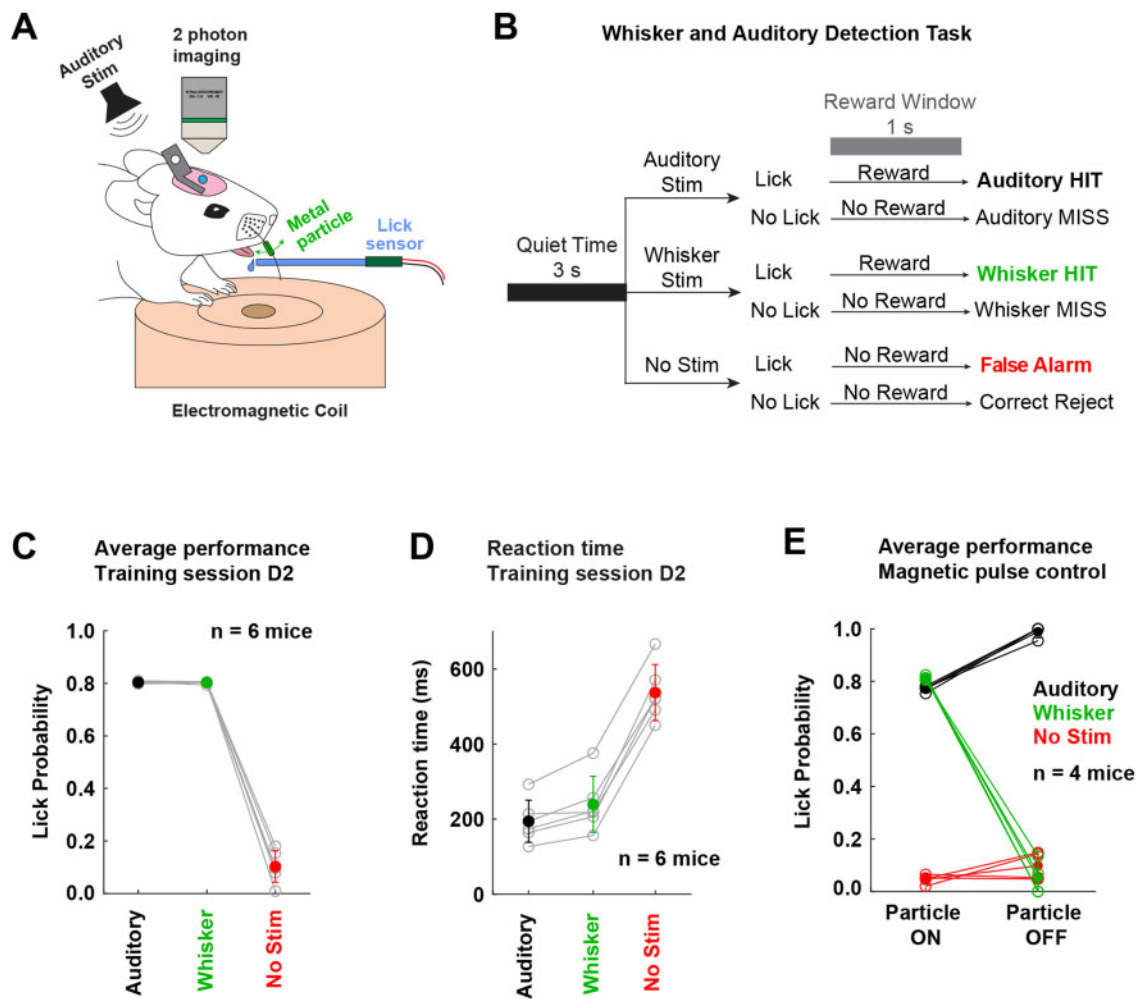 A
Auditory
Stim
2 photon
imaging
Metal
particle
Lick
sensor
Electromagnetic Coil
B
Whisker and Auditory Detection Task
Reward Window
1 s
Quiet Time
3 s
Auditory
Stim
Lick
Reward
Auditory HIT
No Lick
No Reward
Auditory MISS
Whisker
Stim
Lick
Reward
Whisker HIT
No Lick
No Reward
Whisker MISS
No Stim
Lick
No Reward
False Alarm
No Lick
No Reward
Correct Reject
C
Average performance
Training session D2
n = 6 mice
Lick Probability
1.0
0.8
0.6
0.4
0.2
0.0
Auditory
Whisker
No Stim
D
Reaction time
Training session D2
Reaction time (ms)
600
400
200
0
n = 6 mice
Auditory
Whisker
No Stim
E
Average performance
Magnetic pulse control
Lick Probability
1.0
0.8
0.6
0.4
0.2
0.0
Auditory
Whisker
No Stim
n = 4 mice
Particle
ON
Particle
OFF